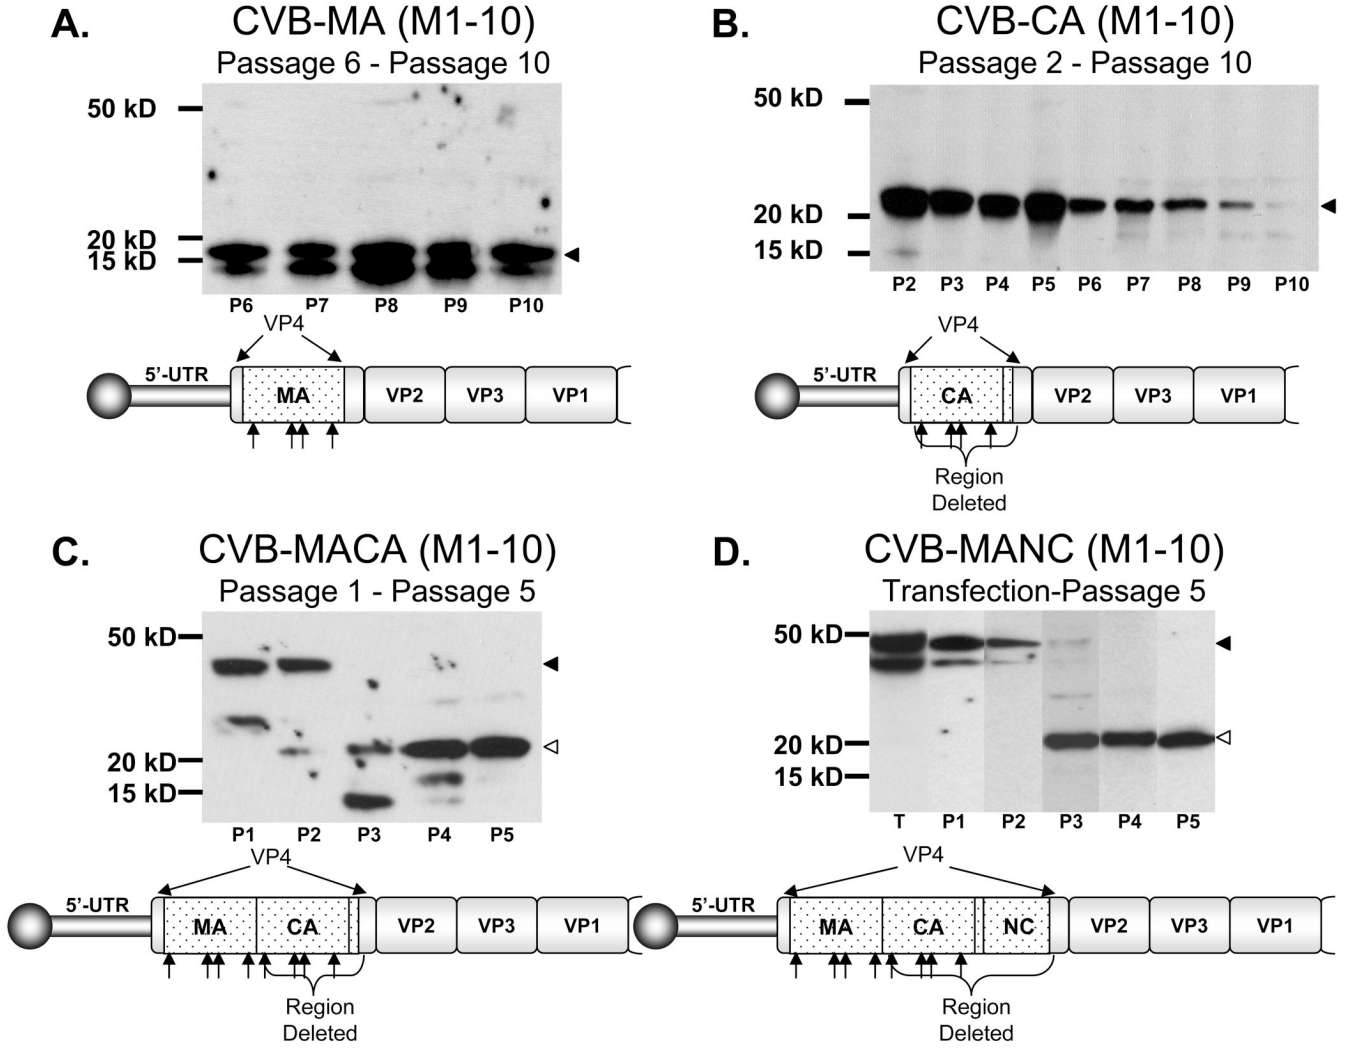 A.
CVB-MA (M1-10)
Passage 6 - Passage 10
50 kD
20 kD
15 kD
P6 P7 P8 P9 P10
VP4
5’-UTR MA VP2 VP3 VP1
B.
CVB-CA (M1-10)
Passage 2 - Passage 10
50 kD
20 kD
15 kD
P2 P3 P4 P5 P6 P7 P8 P9 P10
VP4
5’-UTR CA VP2 VP3 VP1
Region
Deleted
C.
CVB-MACA (M1-10)
Passage 1 - Passage 5
50 kD
20 kD
15 kD
P1 P2 P3 P4 P5
VP4
5’-UTR MA CA VP2 VP3 VP1
Region
Deleted
D.
CVB-MANC (M1-10)
Transfection-Passage 5
50 kD
20 kD
15 kD
T P1 P2 P3 P4 P5
VP4
5’-UTR MA CA NC VP2 VP3 VP1
Region
Deleted